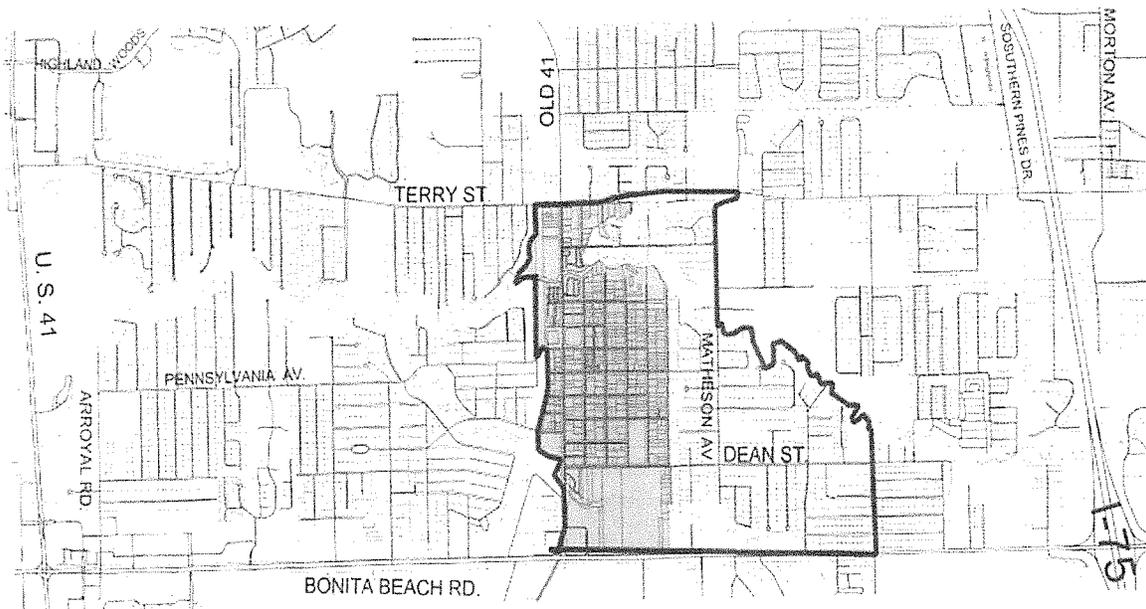 HIGHLAND WOODS
OLD 41
SOSUTHERN PINES DR.
MORTON AV.
TERRY ST.
U. S. 41
PENNSYLVANIA AV.
MATHESON AV
ARROYAL RD.
DEAN ST.
I-75
BONITA BEACH RD.